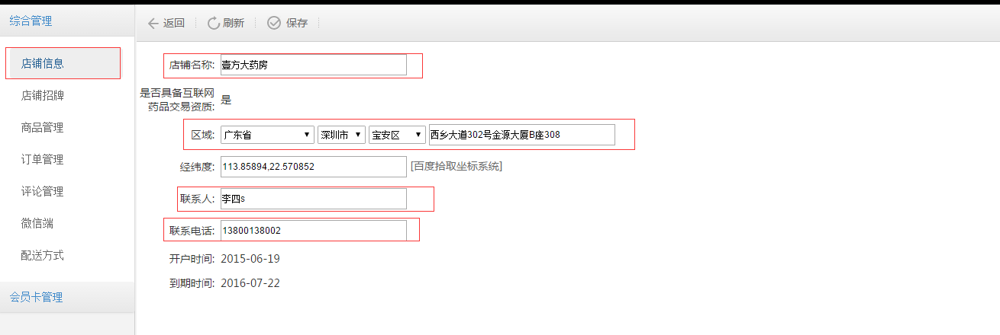 综合管理
店铺信息
店铺招牌
商品管理
订单管理
评论管理
微信端
配送方式
会员卡管理
返回 刷新 保存
店铺名称: 壹方大药房
是否具备互联网
药品交易资质: 是
区域: 广东省 深圳市 宝安区 西乡大道302号金源大厦B座308
经纬度: 113.85894,22.570852 [百度拾取坐标系统]
联系人: 李四s
联系电话: 13800138002
开户时间: 2015-06-19
到期时间: 2016-07-22